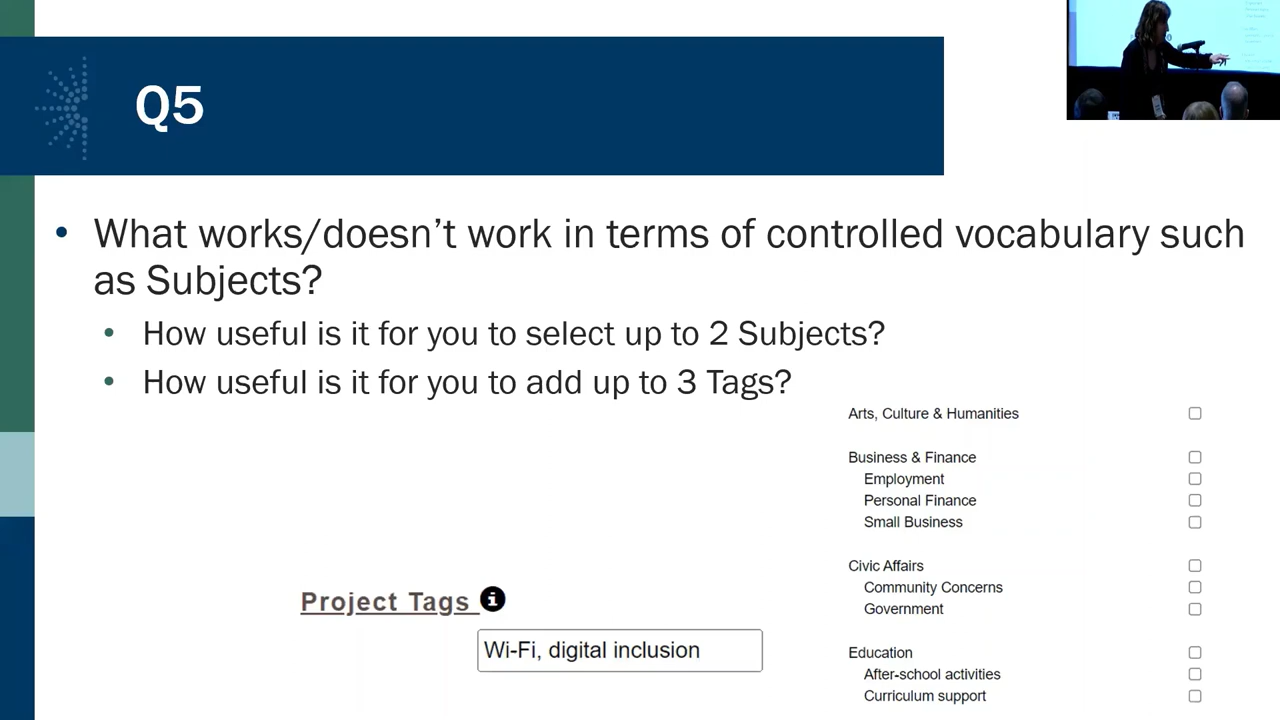 Q5
• What works/doesn't work in terms of controlled vocabulary such
as Subjects?
• How useful is it for you to select up to 2 Subjects?
• How useful is it for you to add up to 3 Tags?
Arts, Culture & Humanities
Business & Finance
Employment
Personal Finance
Small Business
Civic Affairs
Community Concerns
Government
Education
After-school activities
Curriculum support
Project Tags
Wi-Fi, digital inclusion